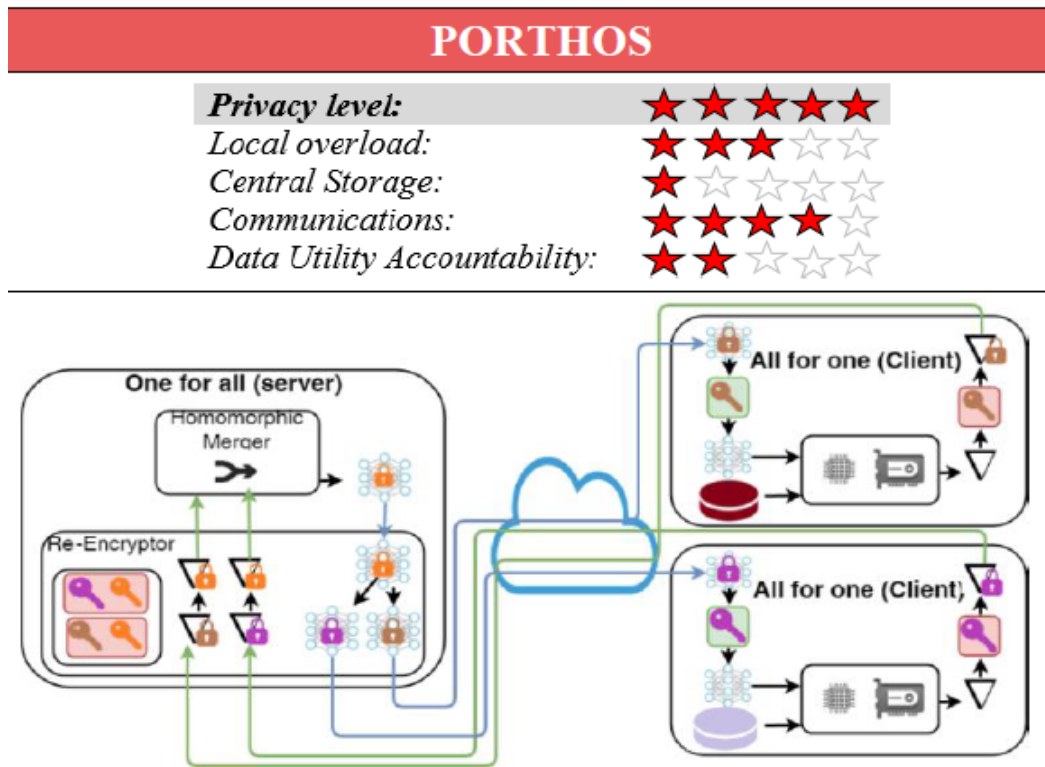 PORTHOS
Privacy level:
Local overload:
Central Storage:
Communications:
Data Utility Accountability:
One for all (server)
Homomorphic
Merger
Re-Encryptor
All for one (Client)
All for one (Client)